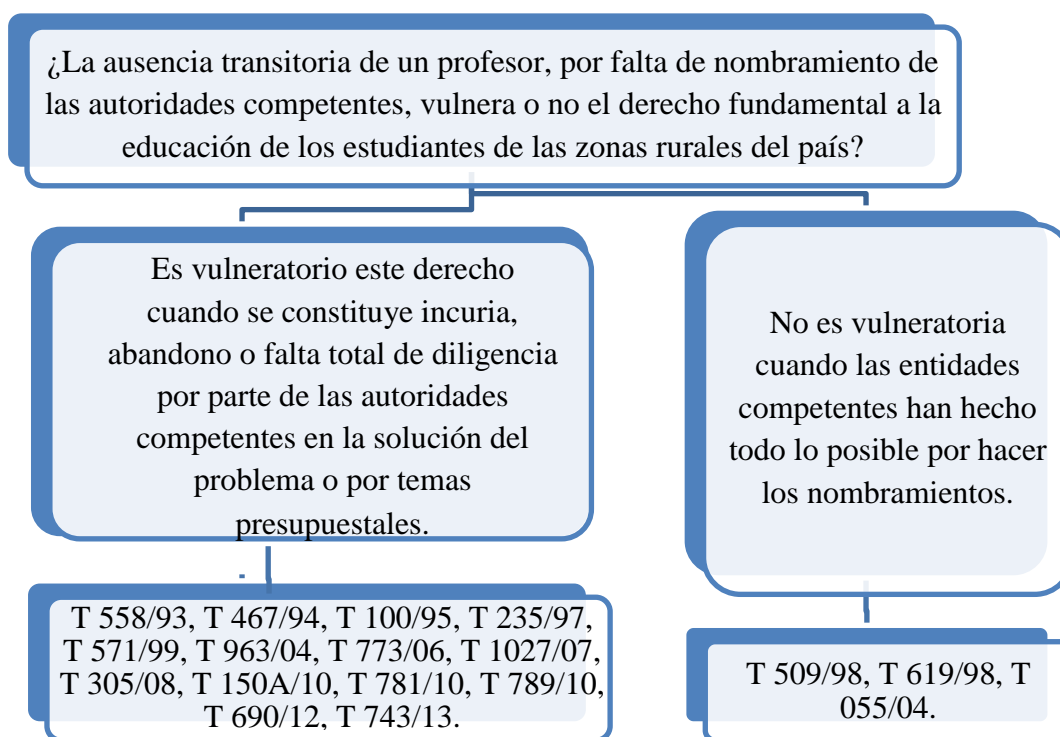 ¿La ausencia transitoria de un profesor, por falta de nombramiento de
las autoridades competentes, vulnera o no el derecho fundamental a la
educación de los estudiantes de las zonas rurales del país?
Es vulneratorio este derecho
cuando se constituye incuria,
abandono o falta total de diligencia
por parte de las autoridades
competentes en la solución del
problema o por temas
presupuestales.
No es vulneratoria
cuando las entidades
competentes han hecho
todo lo posible por hacer
los nombramientos.
T 558/93, T 467/94, T 100/95, T 235/97,
T 571/99, T 963/04, T 773/06, T 1027/07,
T 305/08, T 150A/10, T 781/10, T 789/10,
T 690/12, T 743/13.
T 509/98, T 619/98, T
055/04.